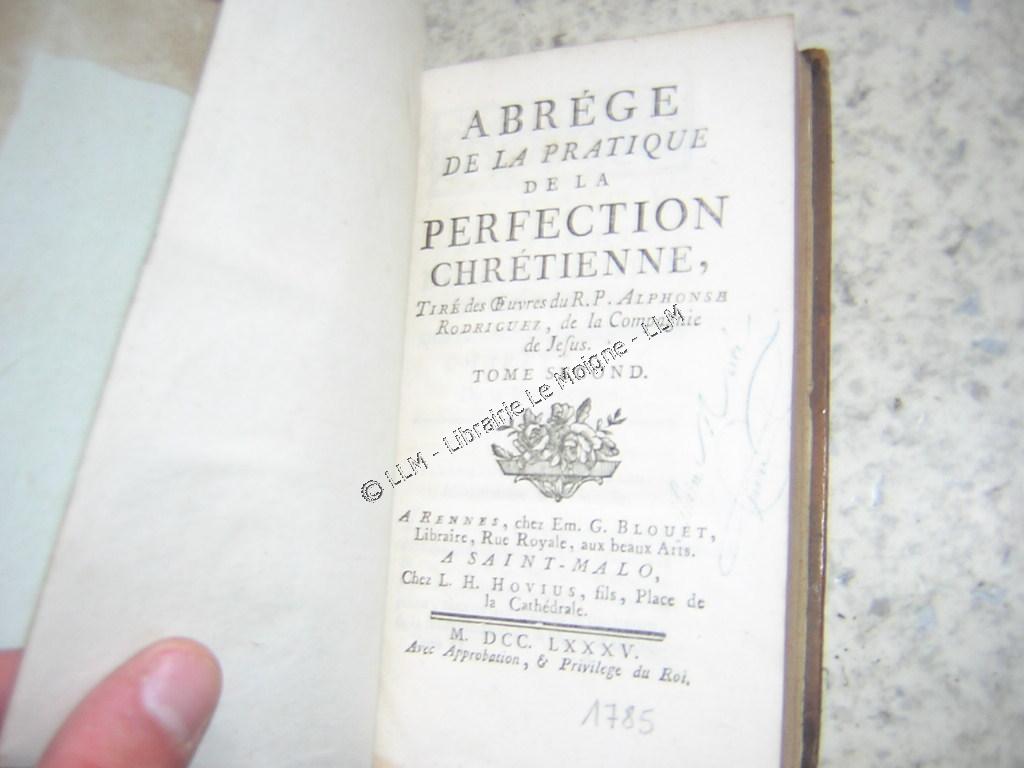 ABRÉGE
DE LA PRATIQUE
DE LA
PERFECTION
CHRÉTIENNE,
TIRÉ des Œuvres du R. P. ALPHONSE
RODRIGUEZ, de la Compagnie
de Jeſus.
TOME SECOND.
© LLM - Librairie Le Moigne - LLM
A RENNES, chez Em. G. BLOUET,
Libraire, Rue Royale, aux beaux Arts.
A SAINT-MALO,
Chez L. H. HOVIUS, fils, Place de
la Cathédrale.
M. DCC. LXXXV.
Avec Approbation, & Privilege du Roi.
1785